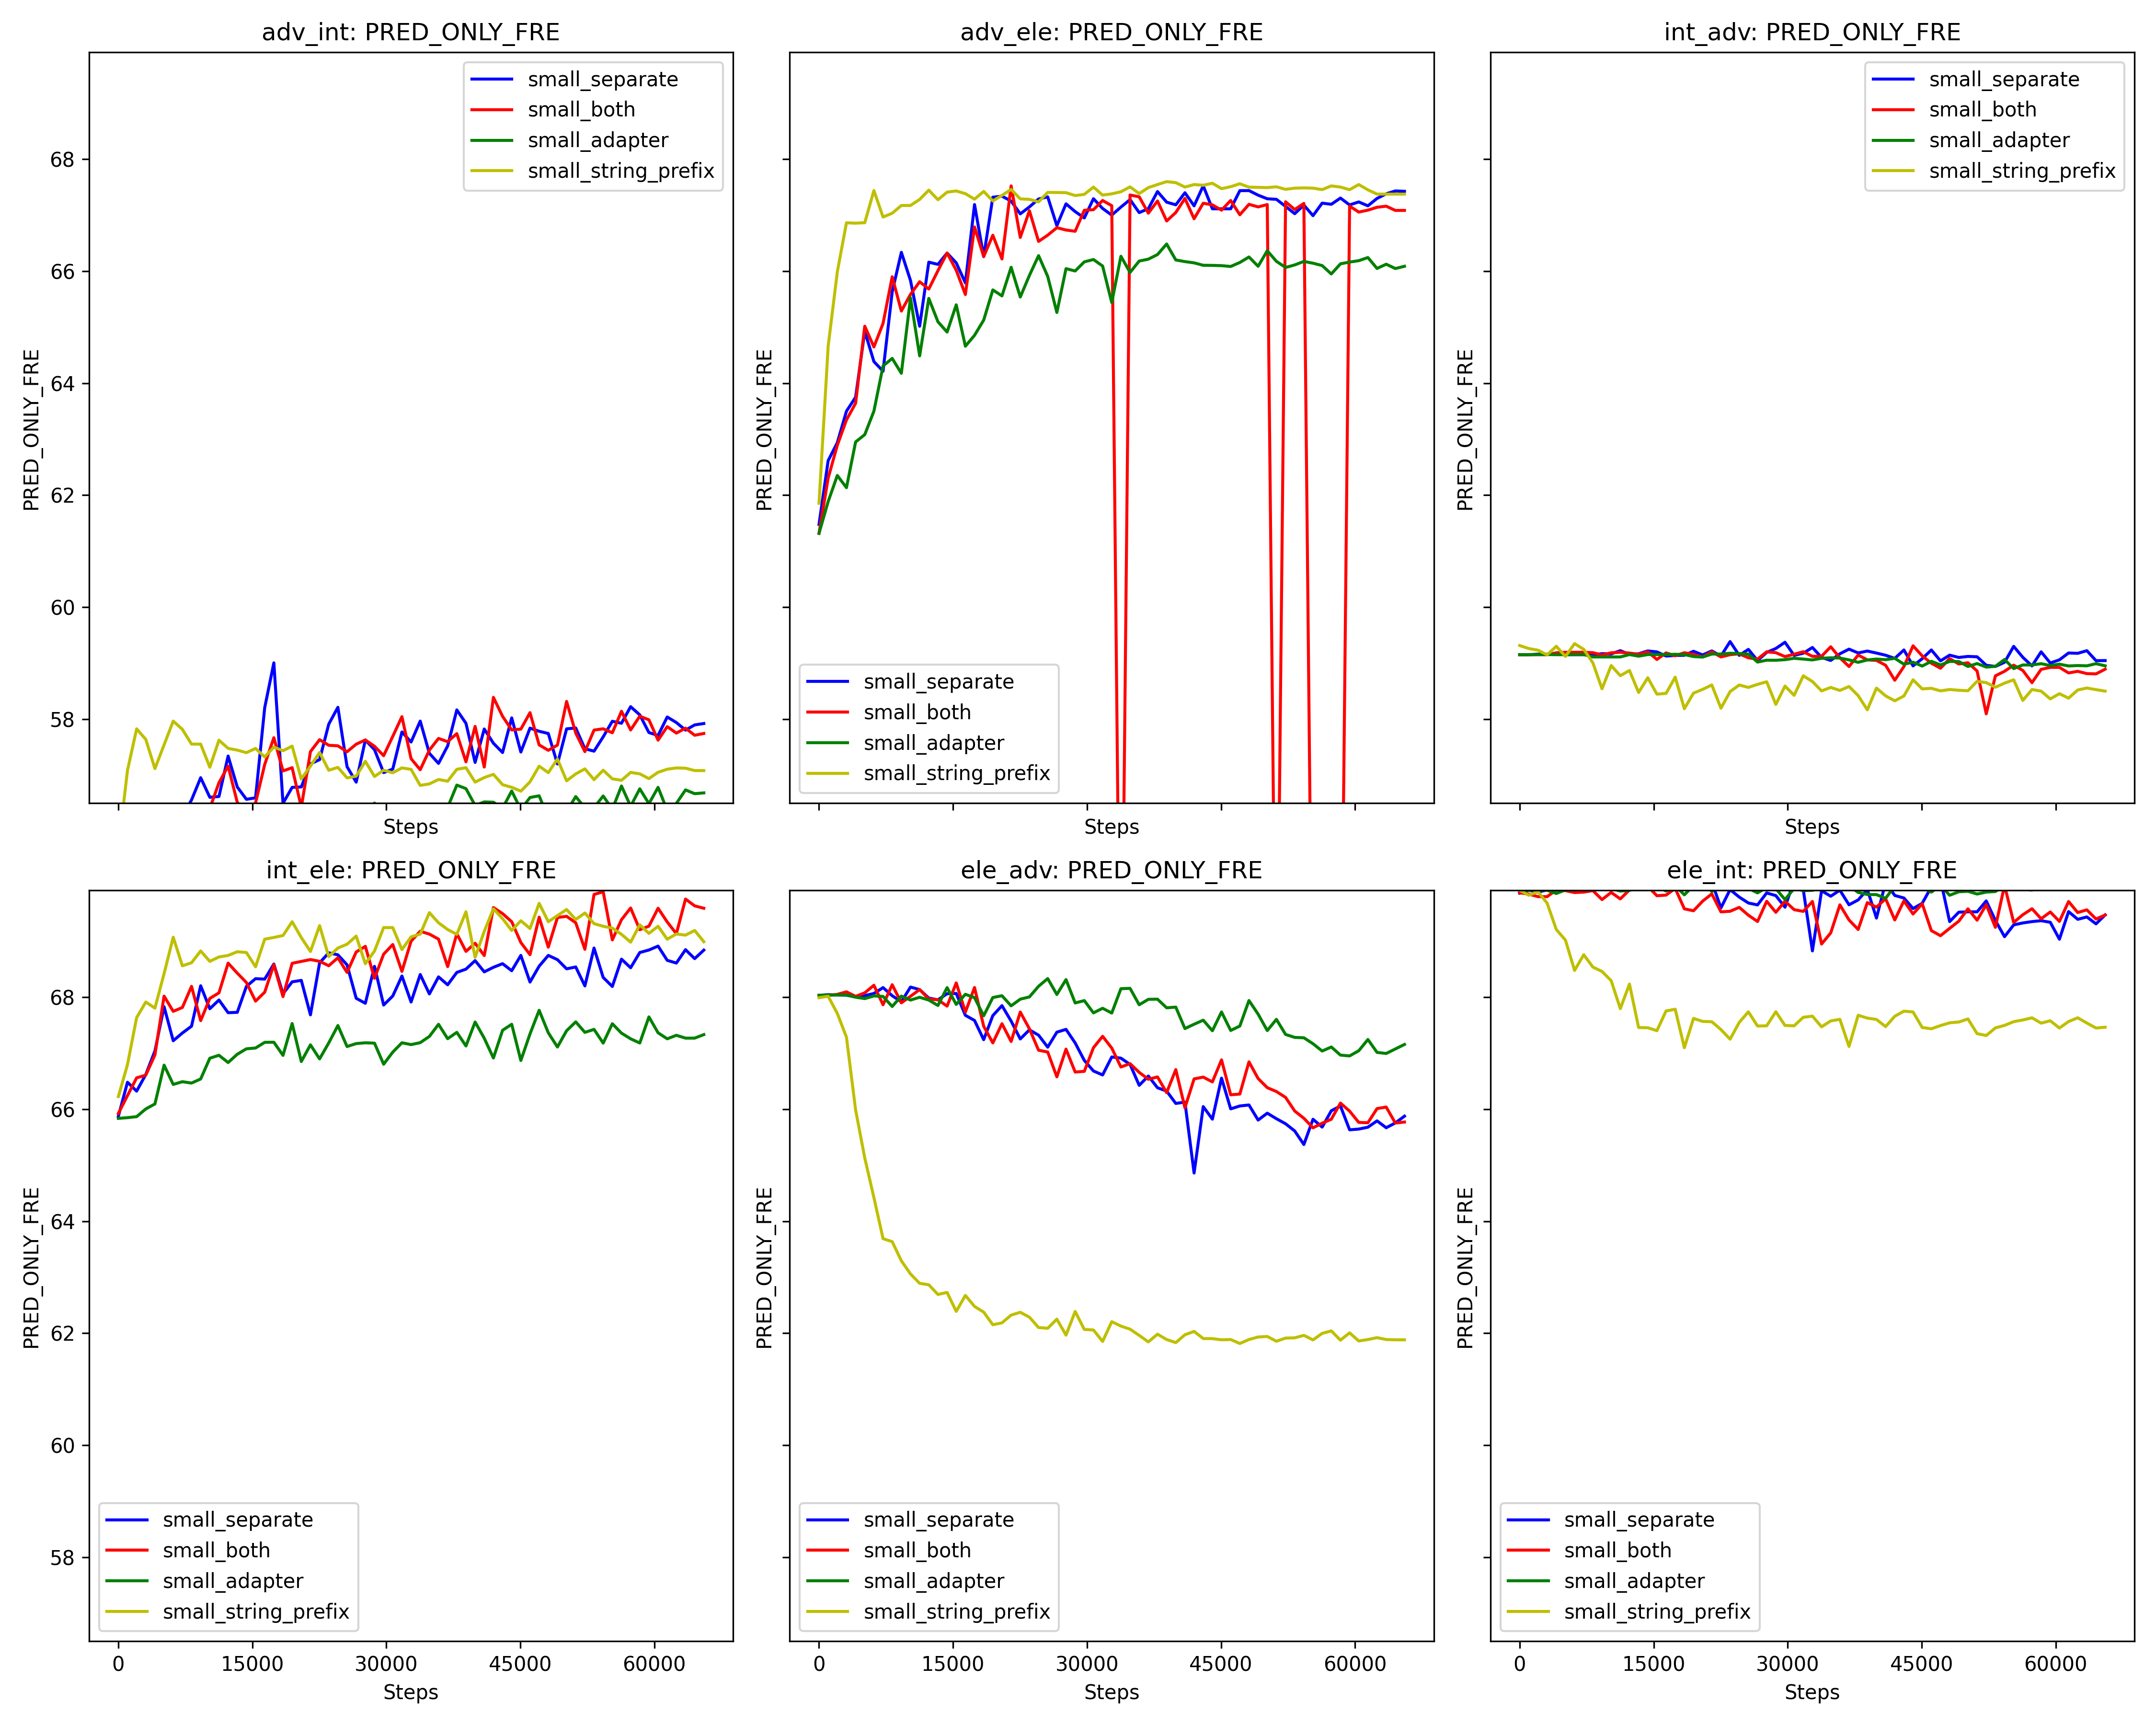 adv_int: PRED_ONLY_FRE
PRED_ONLY_FRE
68
66
64
62
60
58
small_separate
small_both
small_adapter
small_string_prefix
Steps
adv_ele: PRED_ONLY_FRE
PRED_ONLY_FRE
small_separate
small_both
small_adapter
small_string_prefix
Steps
int_adv: PRED_ONLY_FRE
PRED_ONLY_FRE
small_separate
small_both
small_adapter
small_string_prefix
Steps
int_ele: PRED_ONLY_FRE
PRED_ONLY_FRE
68
66
64
62
60
58
small_separate
small_both
small_adapter
small_string_prefix
0 15000 30000 45000 60000
Steps
ele_adv: PRED_ONLY_FRE
PRED_ONLY_FRE
small_separate
small_both
small_adapter
small_string_prefix
0 15000 30000 45000 60000
Steps
ele_int: PRED_ONLY_FRE
PRED_ONLY_FRE
small_separate
small_both
small_adapter
small_string_prefix
0 15000 30000 45000 60000
Steps